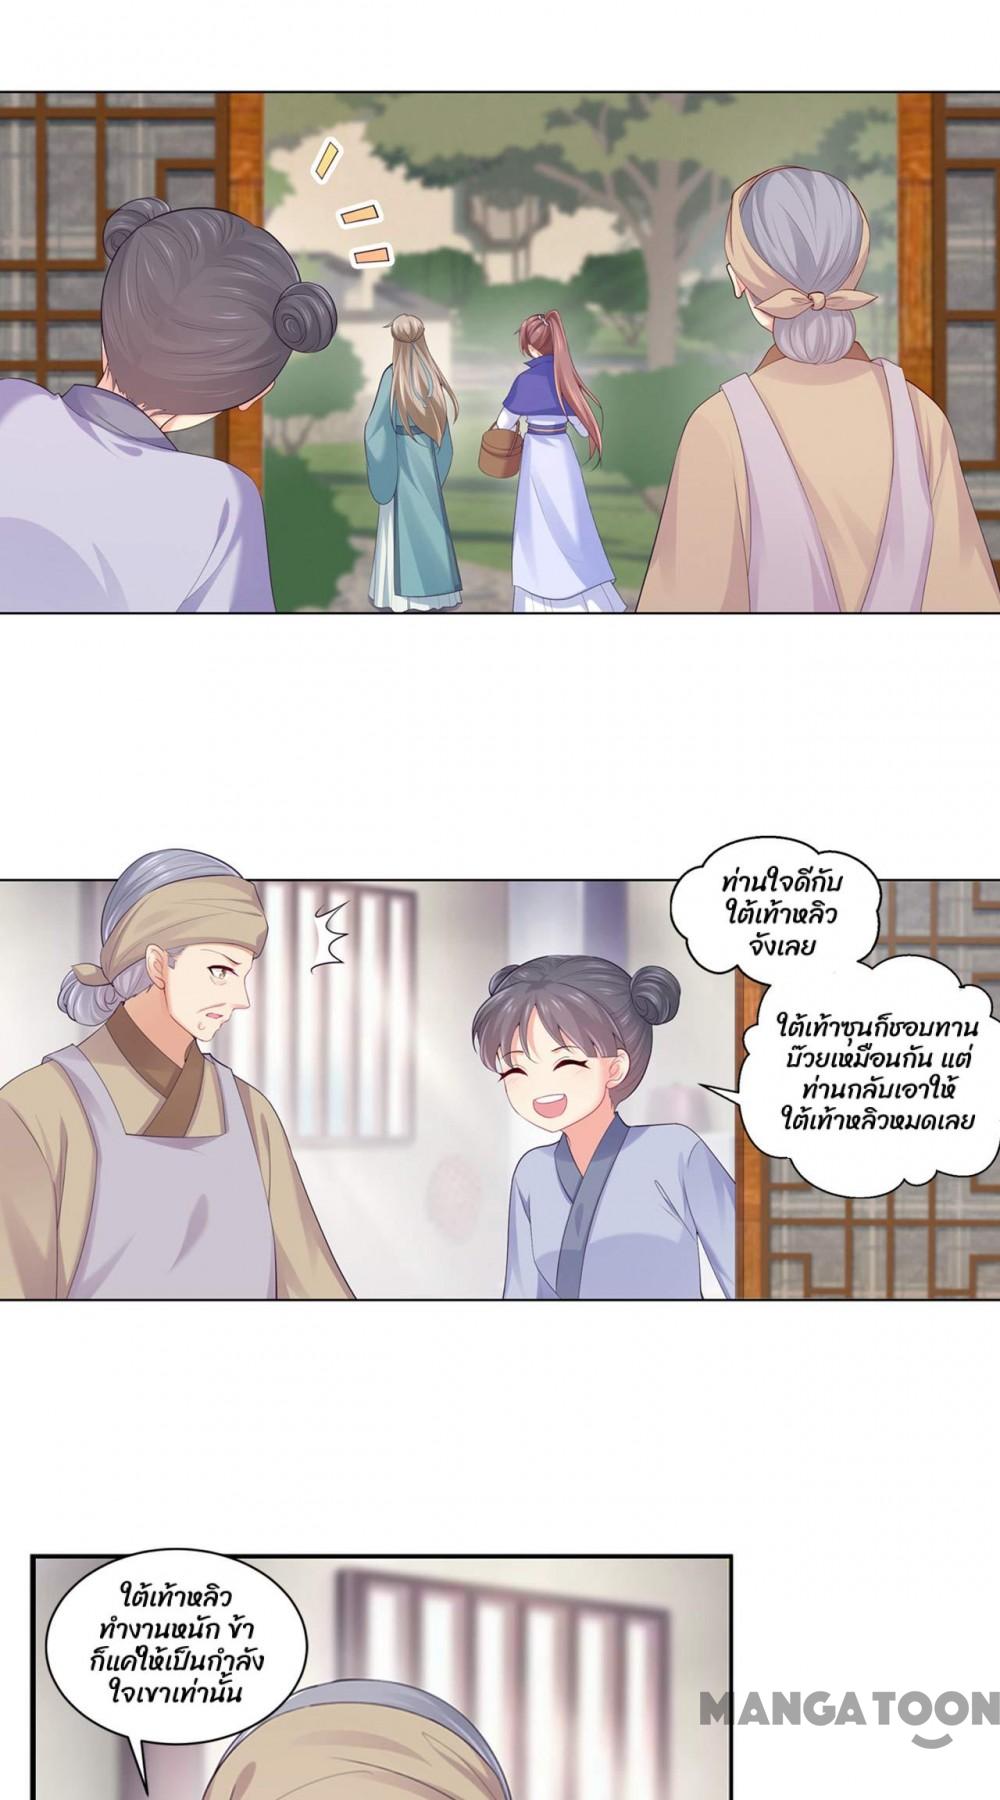 ท่านใจดีกับ
ใต้เท้าหลิว
จังเลย
ใต้เท้าซุนก็ชอบทาน
บ๊วยเหมือนกัน แต่
ท่านกลับเอาให้
ใต้เท้าหลิวหมดเลย
ใต้เท้าหลิว
ทำงานหนัก ข้า
ก็แค่ให้เป็นกำลัง
ใจเขาเท่านั้น
MANGATOON